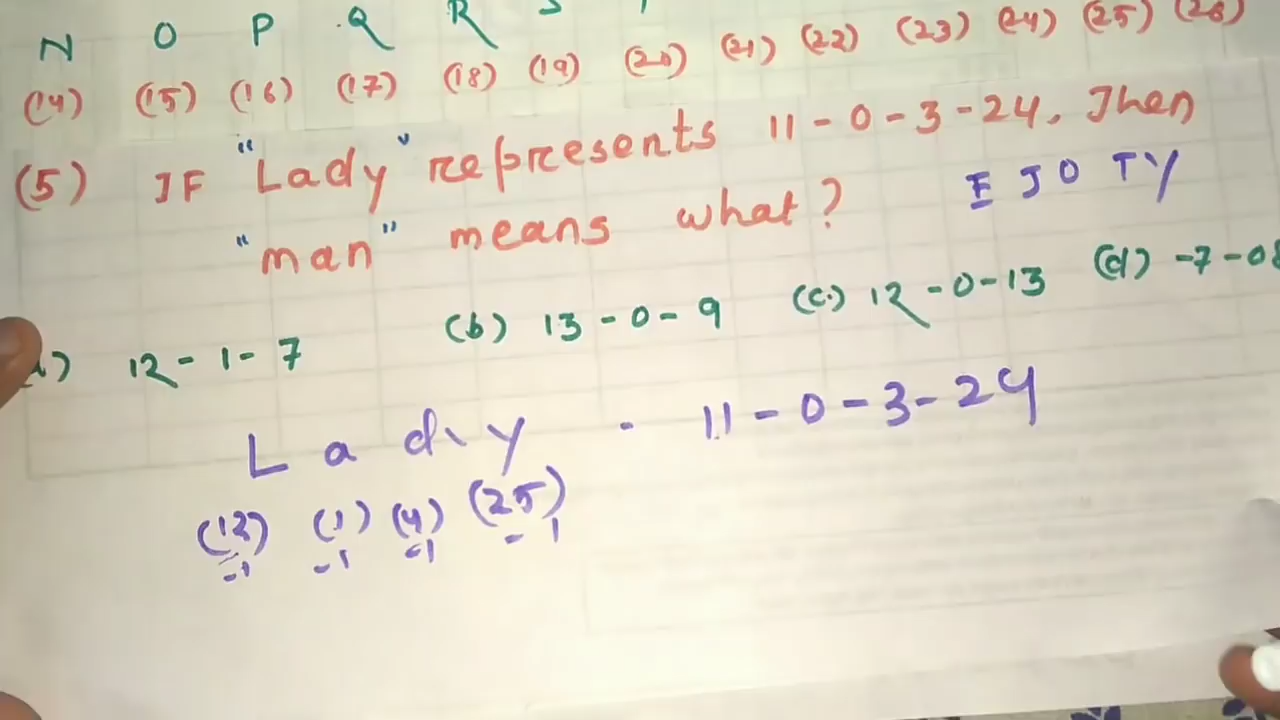 N O P Q R S
(14) (15) (16) (17) (18) (19) (20) (21) (22) (23) (24) (25) (26)
(5) IF "Lady" represents 11-0-3-24. Then
"man" means what? E J O T Y
12-1-7 (b) 13-0-9 (c.) 12-0-13 (d) -7-08
L a d y - 11-0-3-24
(12) (1) (4) (25)
-1 -1 -1 -1